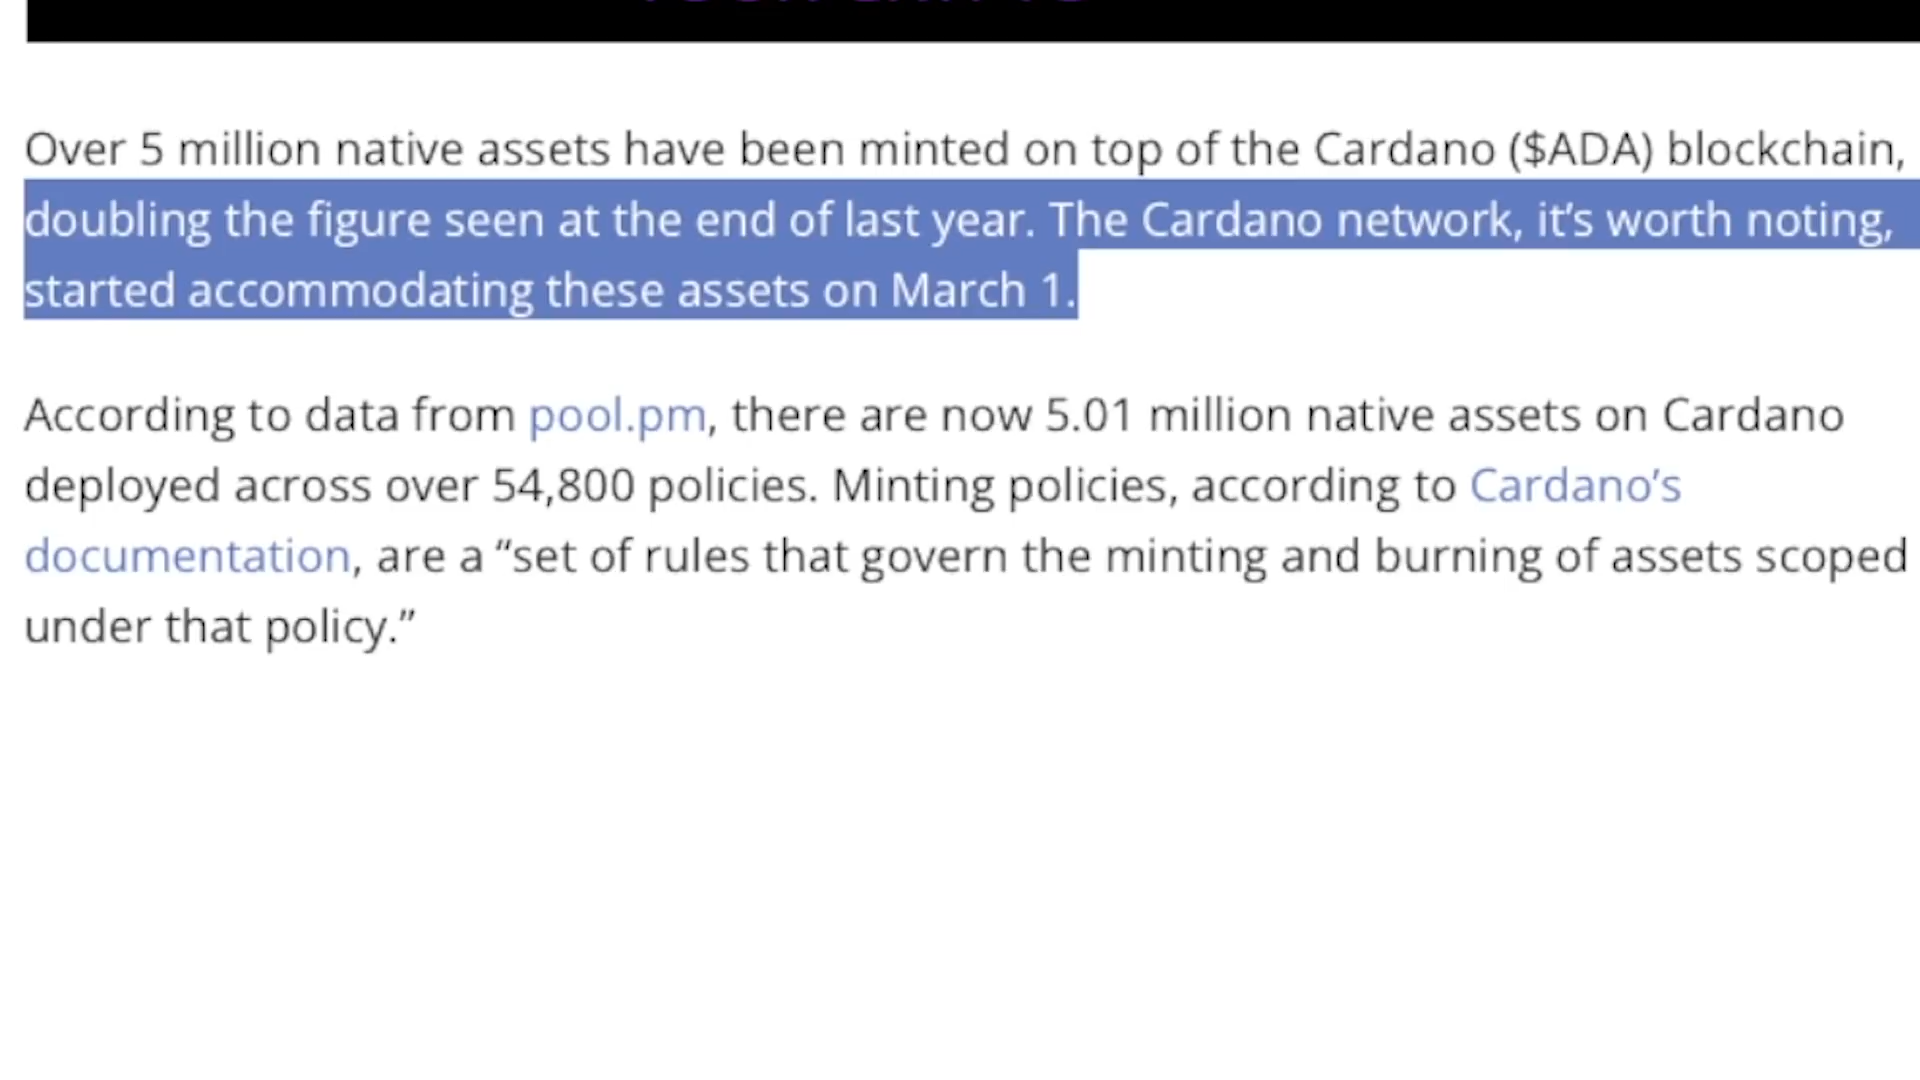 Over 5 million native assets have been minted on top of the Cardano ($ADA) blockchain,
doubling the figure seen at the end of last year. The Cardano network, it’s worth noting,
started accommodating these assets on March 1.
According to data from pool.pm, there are now 5.01 million native assets on Cardano
deployed across over 54,800 policies. Minting policies, according to Cardano’s
documentation, are a “set of rules that govern the minting and burning of assets scoped
under that policy.”